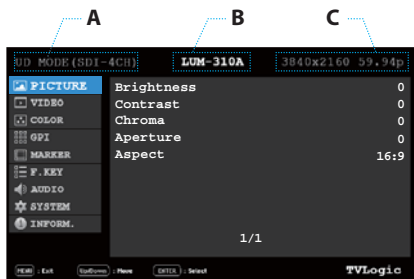 A B C
UD MODE(SDI-4CH) LUM-310A 3840x2160 59.94p
PICTURE Brightness 0
VIDEO Contrast 0
COLOR Chroma 0
GPI Aperture 0
MARKER Aspect 16:9
F.KEY
AUDIO
SYSTEM
INFORM.
1/1
MENU : Exit Up/Down : Move ENTER : Select TVLogic